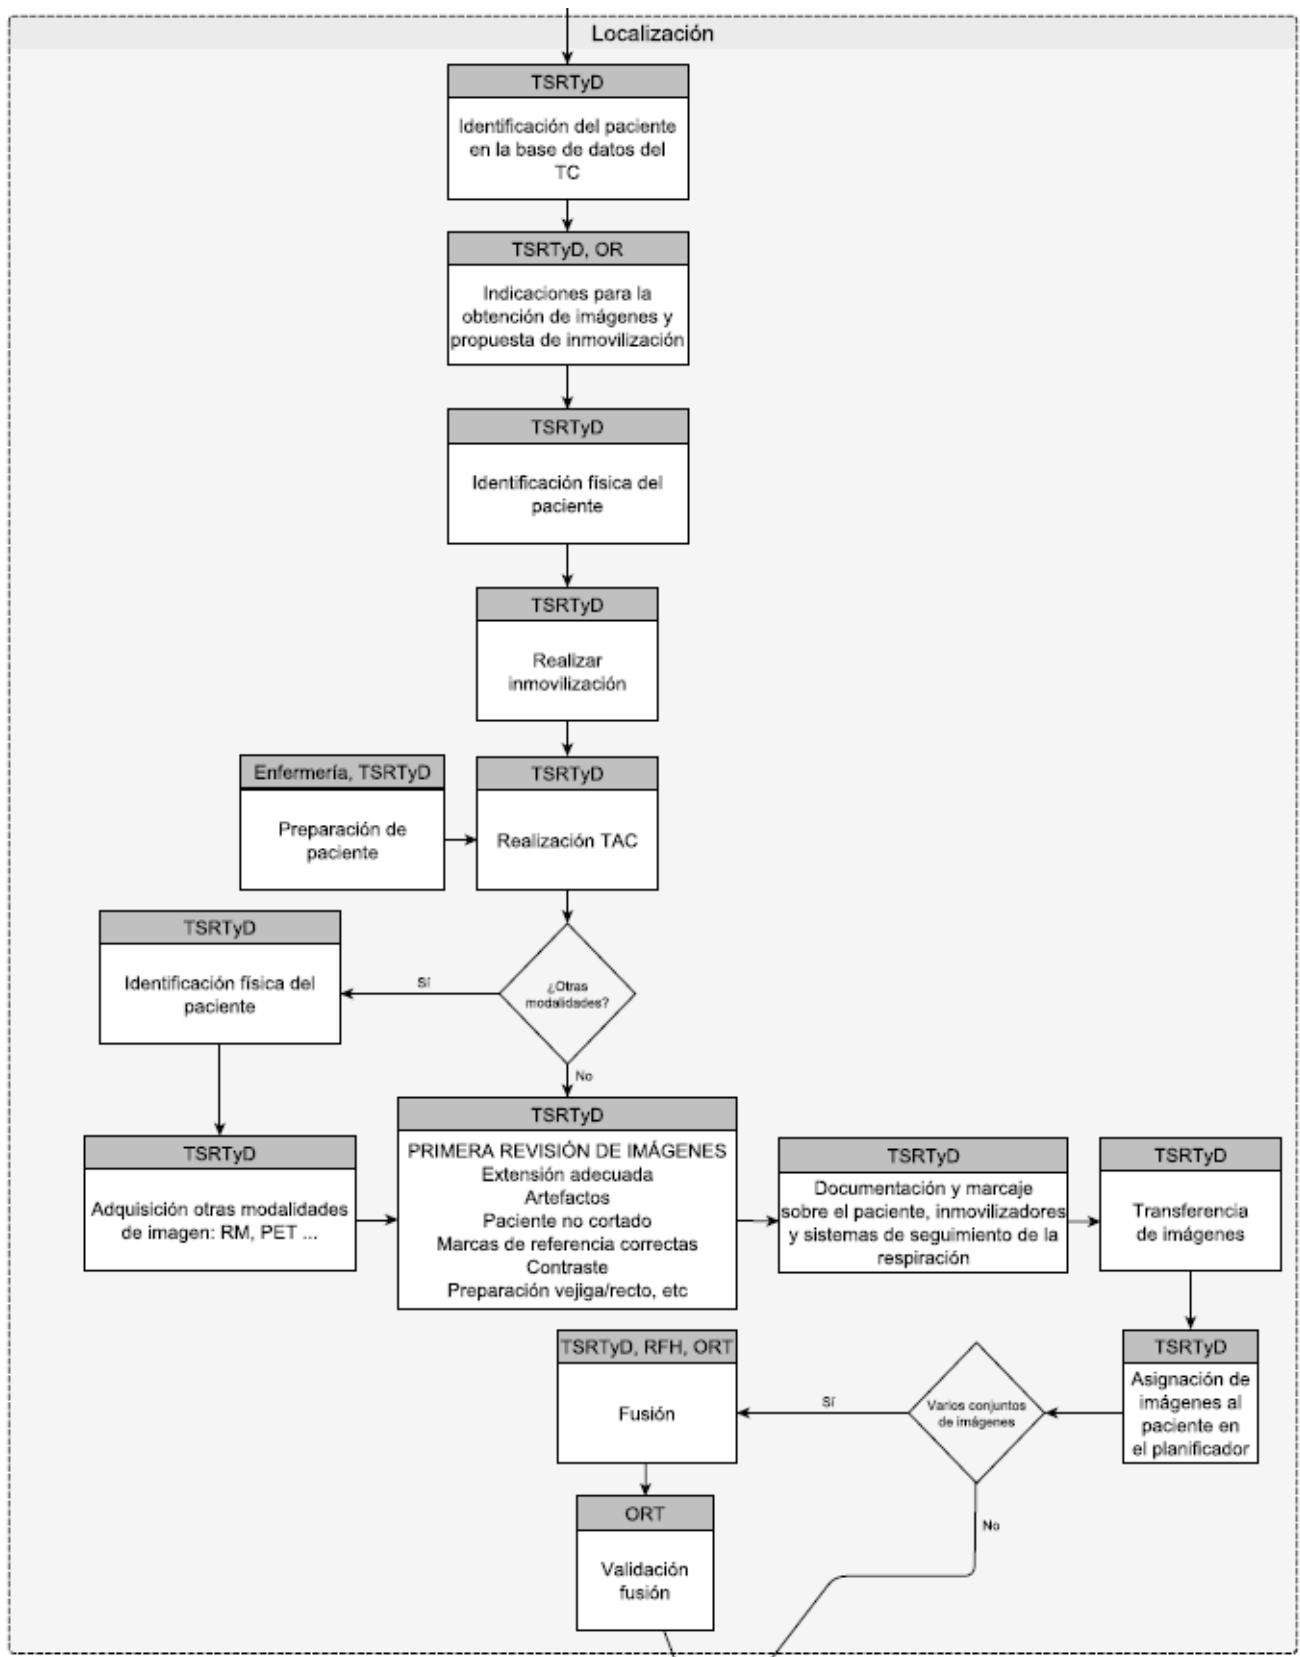 Localización
TSRTyD
Identificación del paciente
en la base de datos del
TC
TSRTyD, OR
Indicaciones para la
obtención de imágenes y
propuesta de inmovilización
TSRTyD
Identificación física del
paciente
TSRTyD
Realizar
inmovilización
Enfermería, TSRTyD
Preparación de
paciente
TSRTyD
Realización TAC
TSRTyD
Identificación física del
paciente
Sí
¿Otras
modalidades?
No
TSRTyD
Adquisición otras modalidades
de imagen: RM, PET ...
TSRTyD
PRIMERA REVISIÓN DE IMÁGENES
Extensión adecuada
Artefactos
Paciente no cortado
Marcas de referencia correctas
Contraste
Preparación vejiga/recto, etc
TSRTyD
Documentación y marcaje
sobre el paciente, inmovilizadores
y sistemas de seguimiento de la
respiración
TSRTyD
Transferencia
de imágenes
TSRTyD
Asignación de
imágenes al
paciente en
el planificador
Varios conjuntos
de imágenes
Sí
No
TSRTyD, RFH, ORT
Fusión
ORT
Validación
fusión